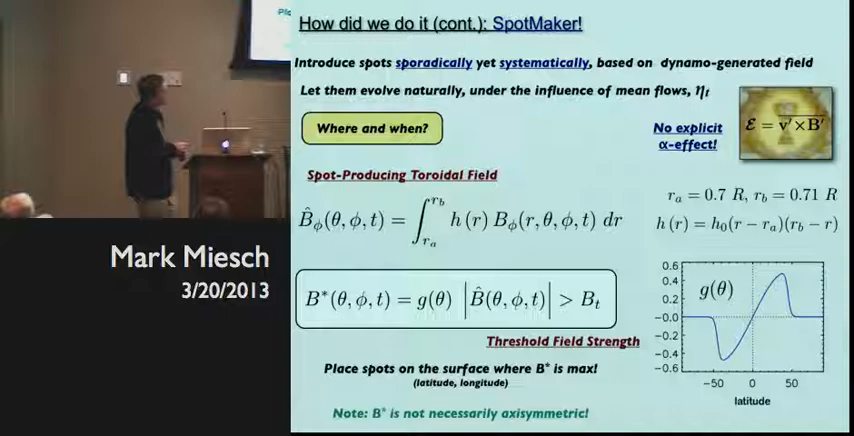 How did we do it (cont.): SpotMaker!
Introduce spots sporadically yet systematically, based on dynamo-generated field
Let them evolve naturally, under the influence of mean flows, ηt
Where and when?
No explicit
α-effect!
ℰ = v′×B′
Spot-Producing Toroidal Field
B̂ϕ(θ, ϕ, t) = ∫ᵣₐʳᵇ h (r) Bϕ(r, θ, ϕ, t) dr
ra = 0.7 R, rb = 0.71 R
h (r) = h0(r − ra)(rb − r)
B*(θ, ϕ, t) = g(θ) |B̂(θ, ϕ, t)| > Bt
Threshold Field Strength
Place spots on the surface where B* is max!
(latitude, longitude)
Note: B* is not necessarily axisymmetric!
g(θ)
0.6
0.4
0.2
-0.0
-0.2
-0.4
-0.6
-50 0 50
latitude
Mark Miesch
3/20/2013